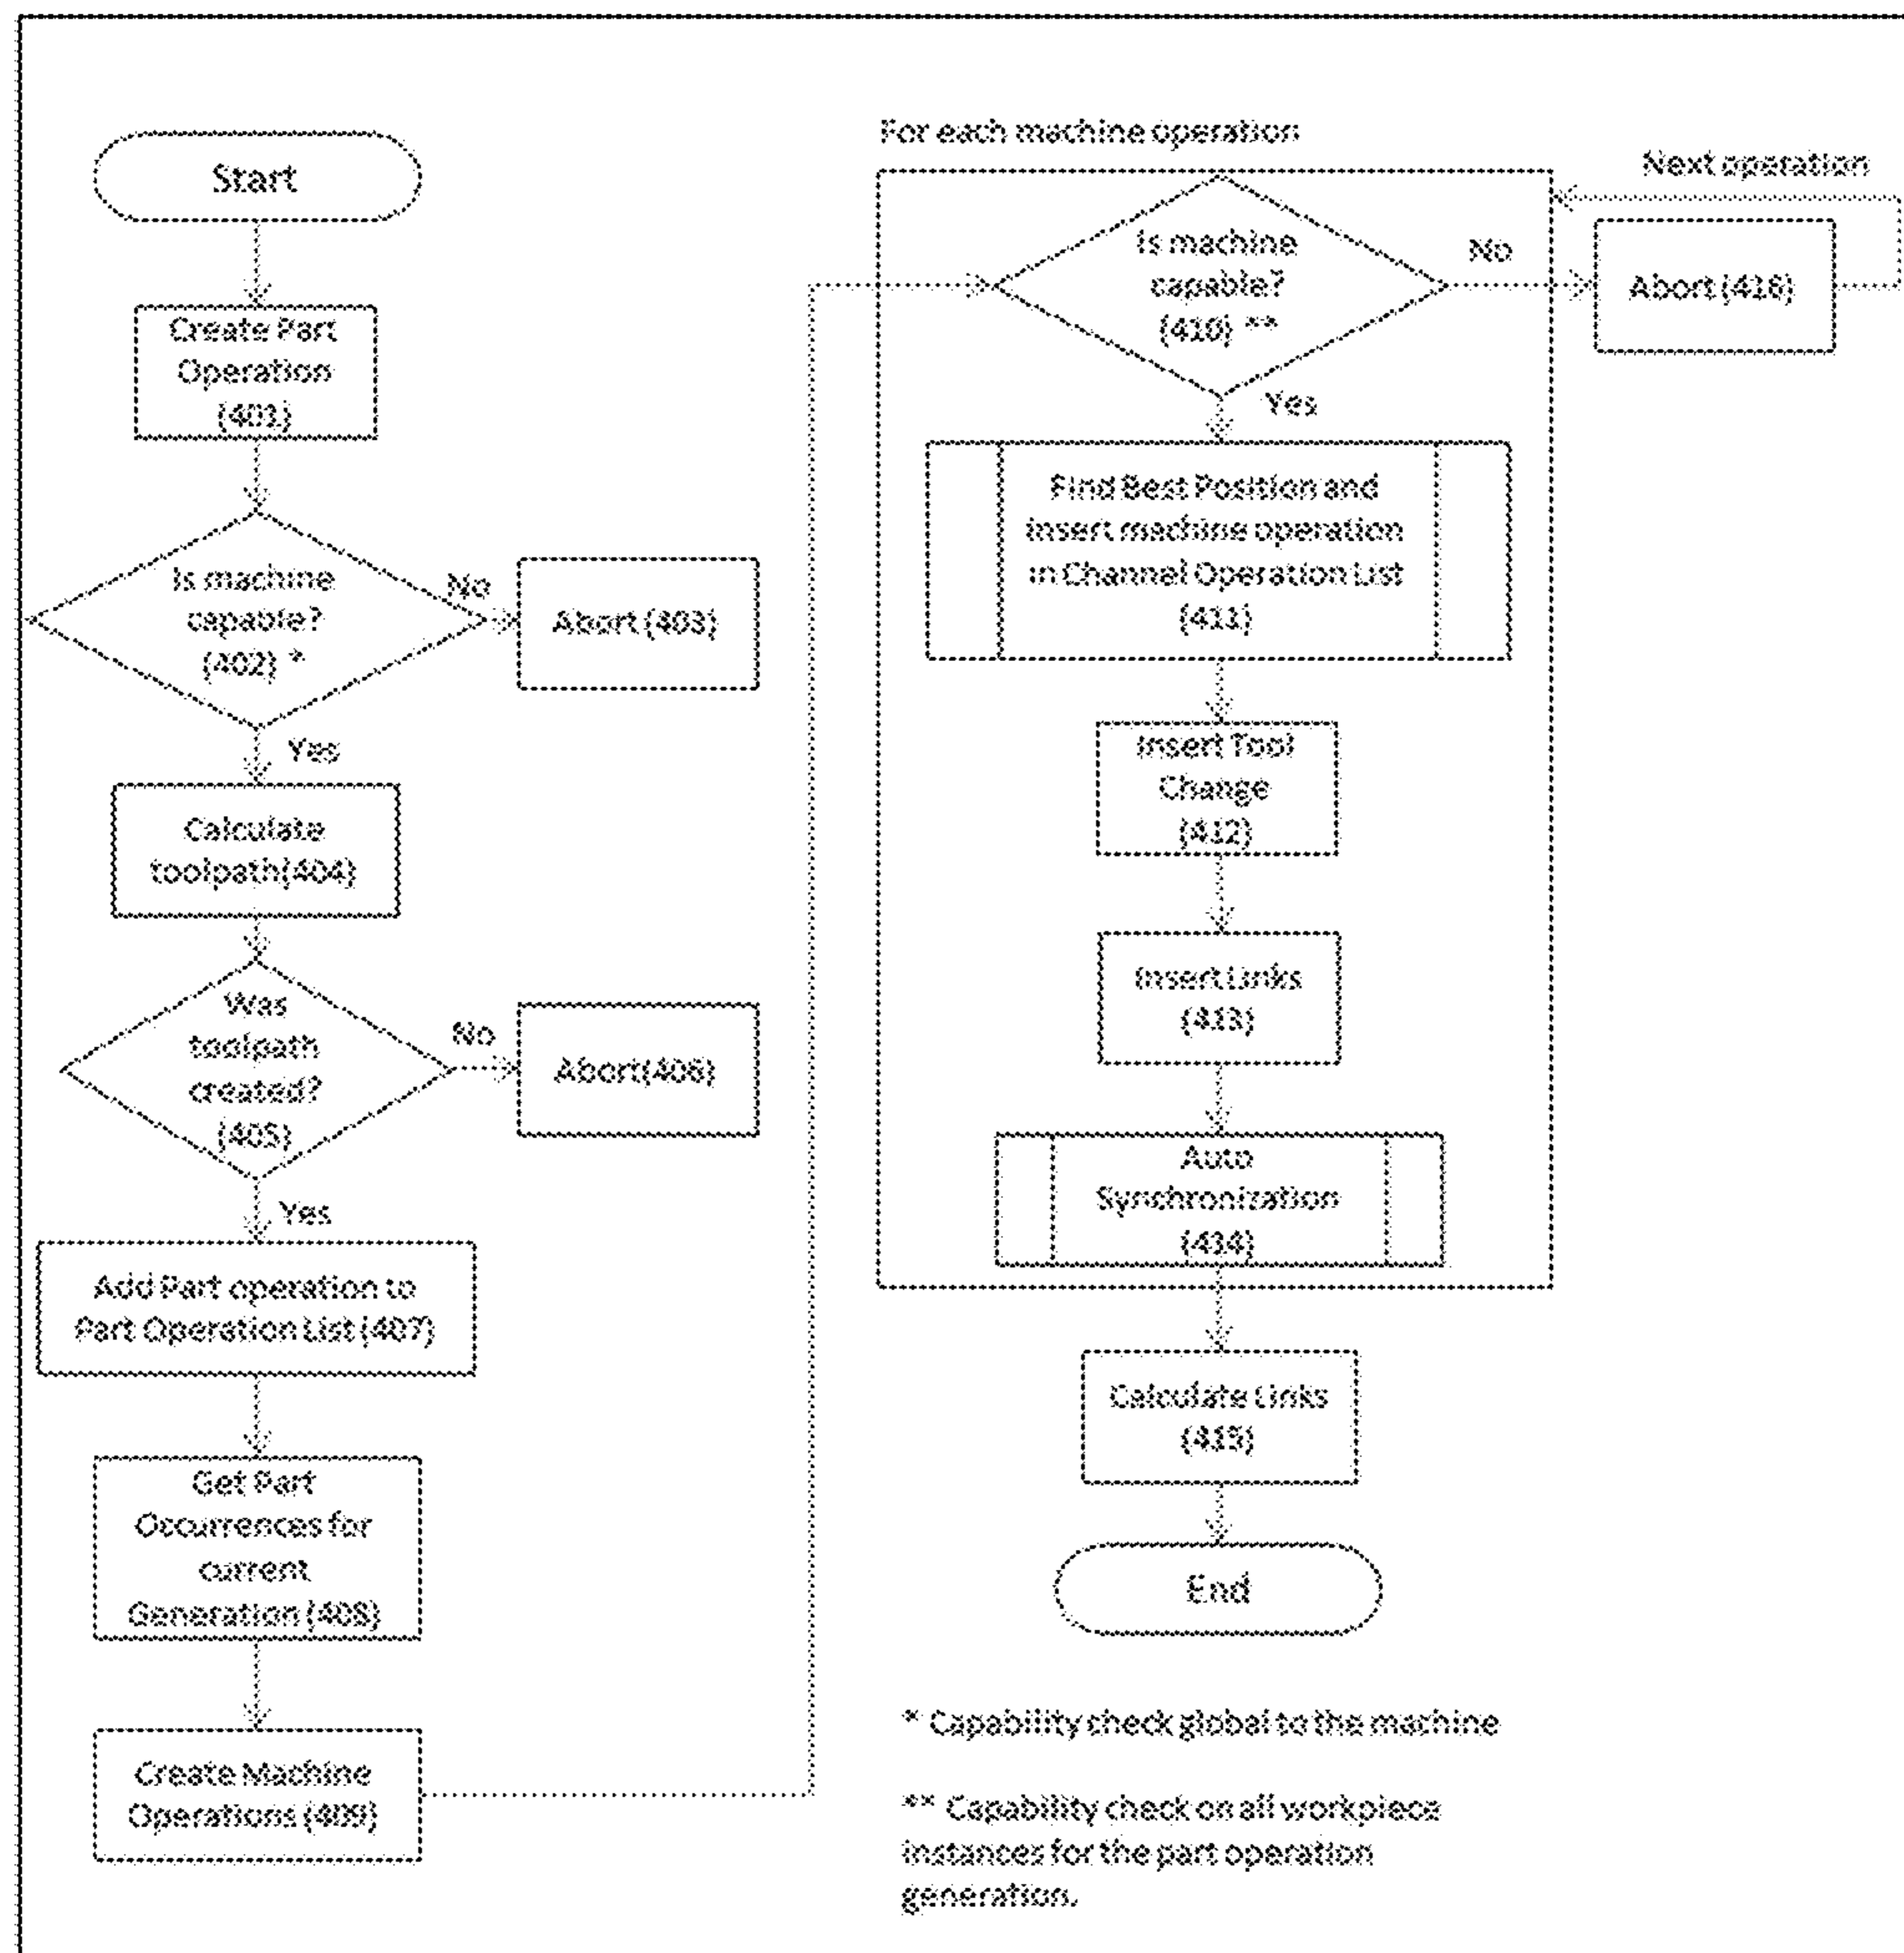 Start
Create Part
Operation
(401)
Is machine
capable?
(402) *
No
Abort (403)
Yes
Calculate
toolpath(404)
Was
toolpath
created?
(405)
No
Abort(406)
Yes
Add Part operation to
Part Operation List (407)
Get Part
Occurrences for
current
Generation (408)
Create Machine
Operations (409)
For each machine operation
Next operation
Is machine
capable?
(410) **
No
Abort (416)
Yes
Find Best Position and
insert machine operation
in Channel Operation List
(411)
Insert Tool
Change
(412)
Insert Links
(413)
Auto
Synchronization
(414)
Calculate Links
(415)
End
* Capability check global to the machine
** Capability check on all workpiece
instances for the part operation
generation.